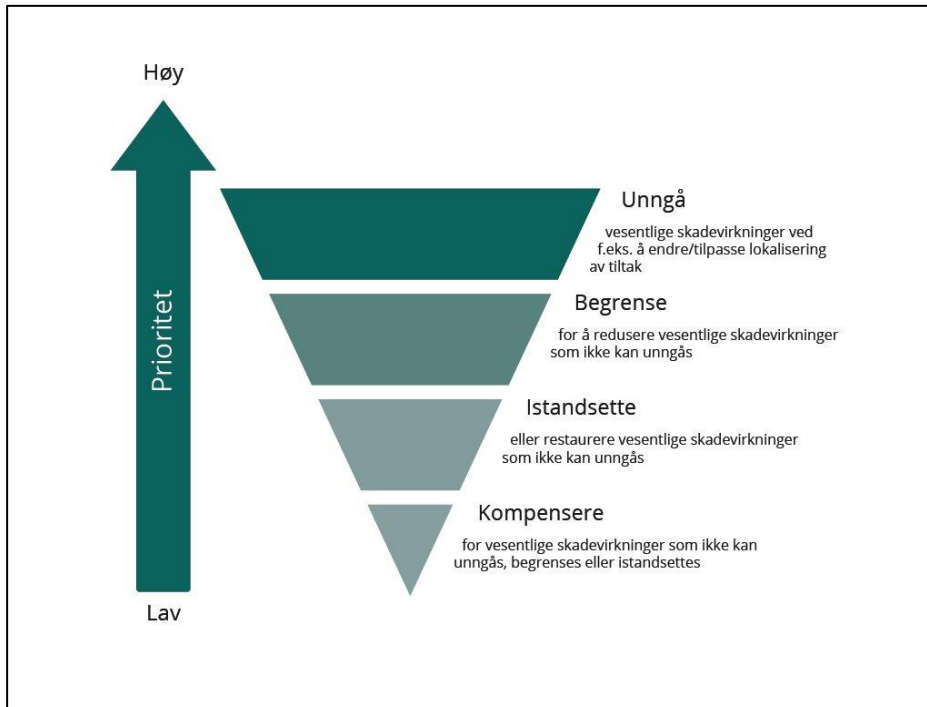 Høy
Prioritet
Unngå
vesentlige skadevirkninger ved
f.eks. å endre/tilpasse lokalisering
av tiltak
Begrense
for å redusere vesentlige skadevirkninger
som ikke kan unngås
Istandsette
eller restaurere vesentlige skadevirkninger
som ikke kan unngås
Kompensere
for vesentlige skadevirkninger som ikke kan
unngås, begrenses eller istandsettes
Lav